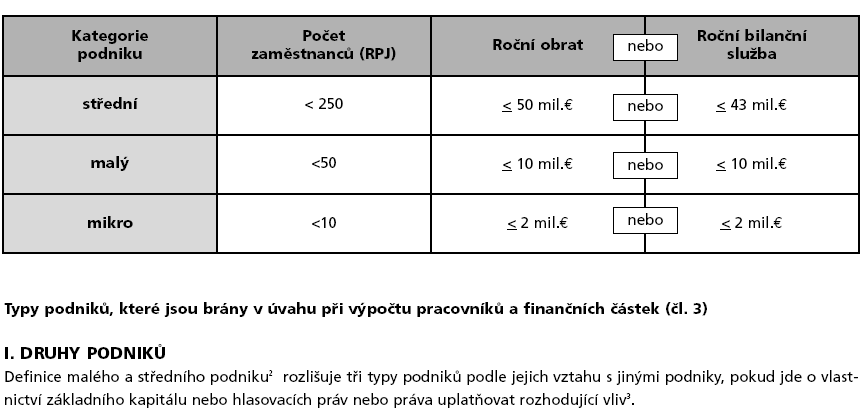 Kategorie podniku Počet zaměstnanců (RPJ) Roční obrat nebo Roční bilanční služba
střední < 250 ≤ 50 mil.€ nebo ≤ 43 mil.€
malý <50 ≤ 10 mil.€ nebo ≤ 10 mil.€
mikro <10 ≤ 2 mil.€ nebo ≤ 2 mil.€
Typy podniků, které jsou brány v úvahu při výpočtu pracovníků a finančních částek (čl. 3)
I. DRUHY PODNIKŮ
Definice malého a středního podniku² rozlišuje tři typy podniků podle jejich vztahu s jinými podniky, pokud jde o vlast-
nictví základního kapitálu nebo hlasovacích práv nebo práva uplatňovat rozhodující vliv³.